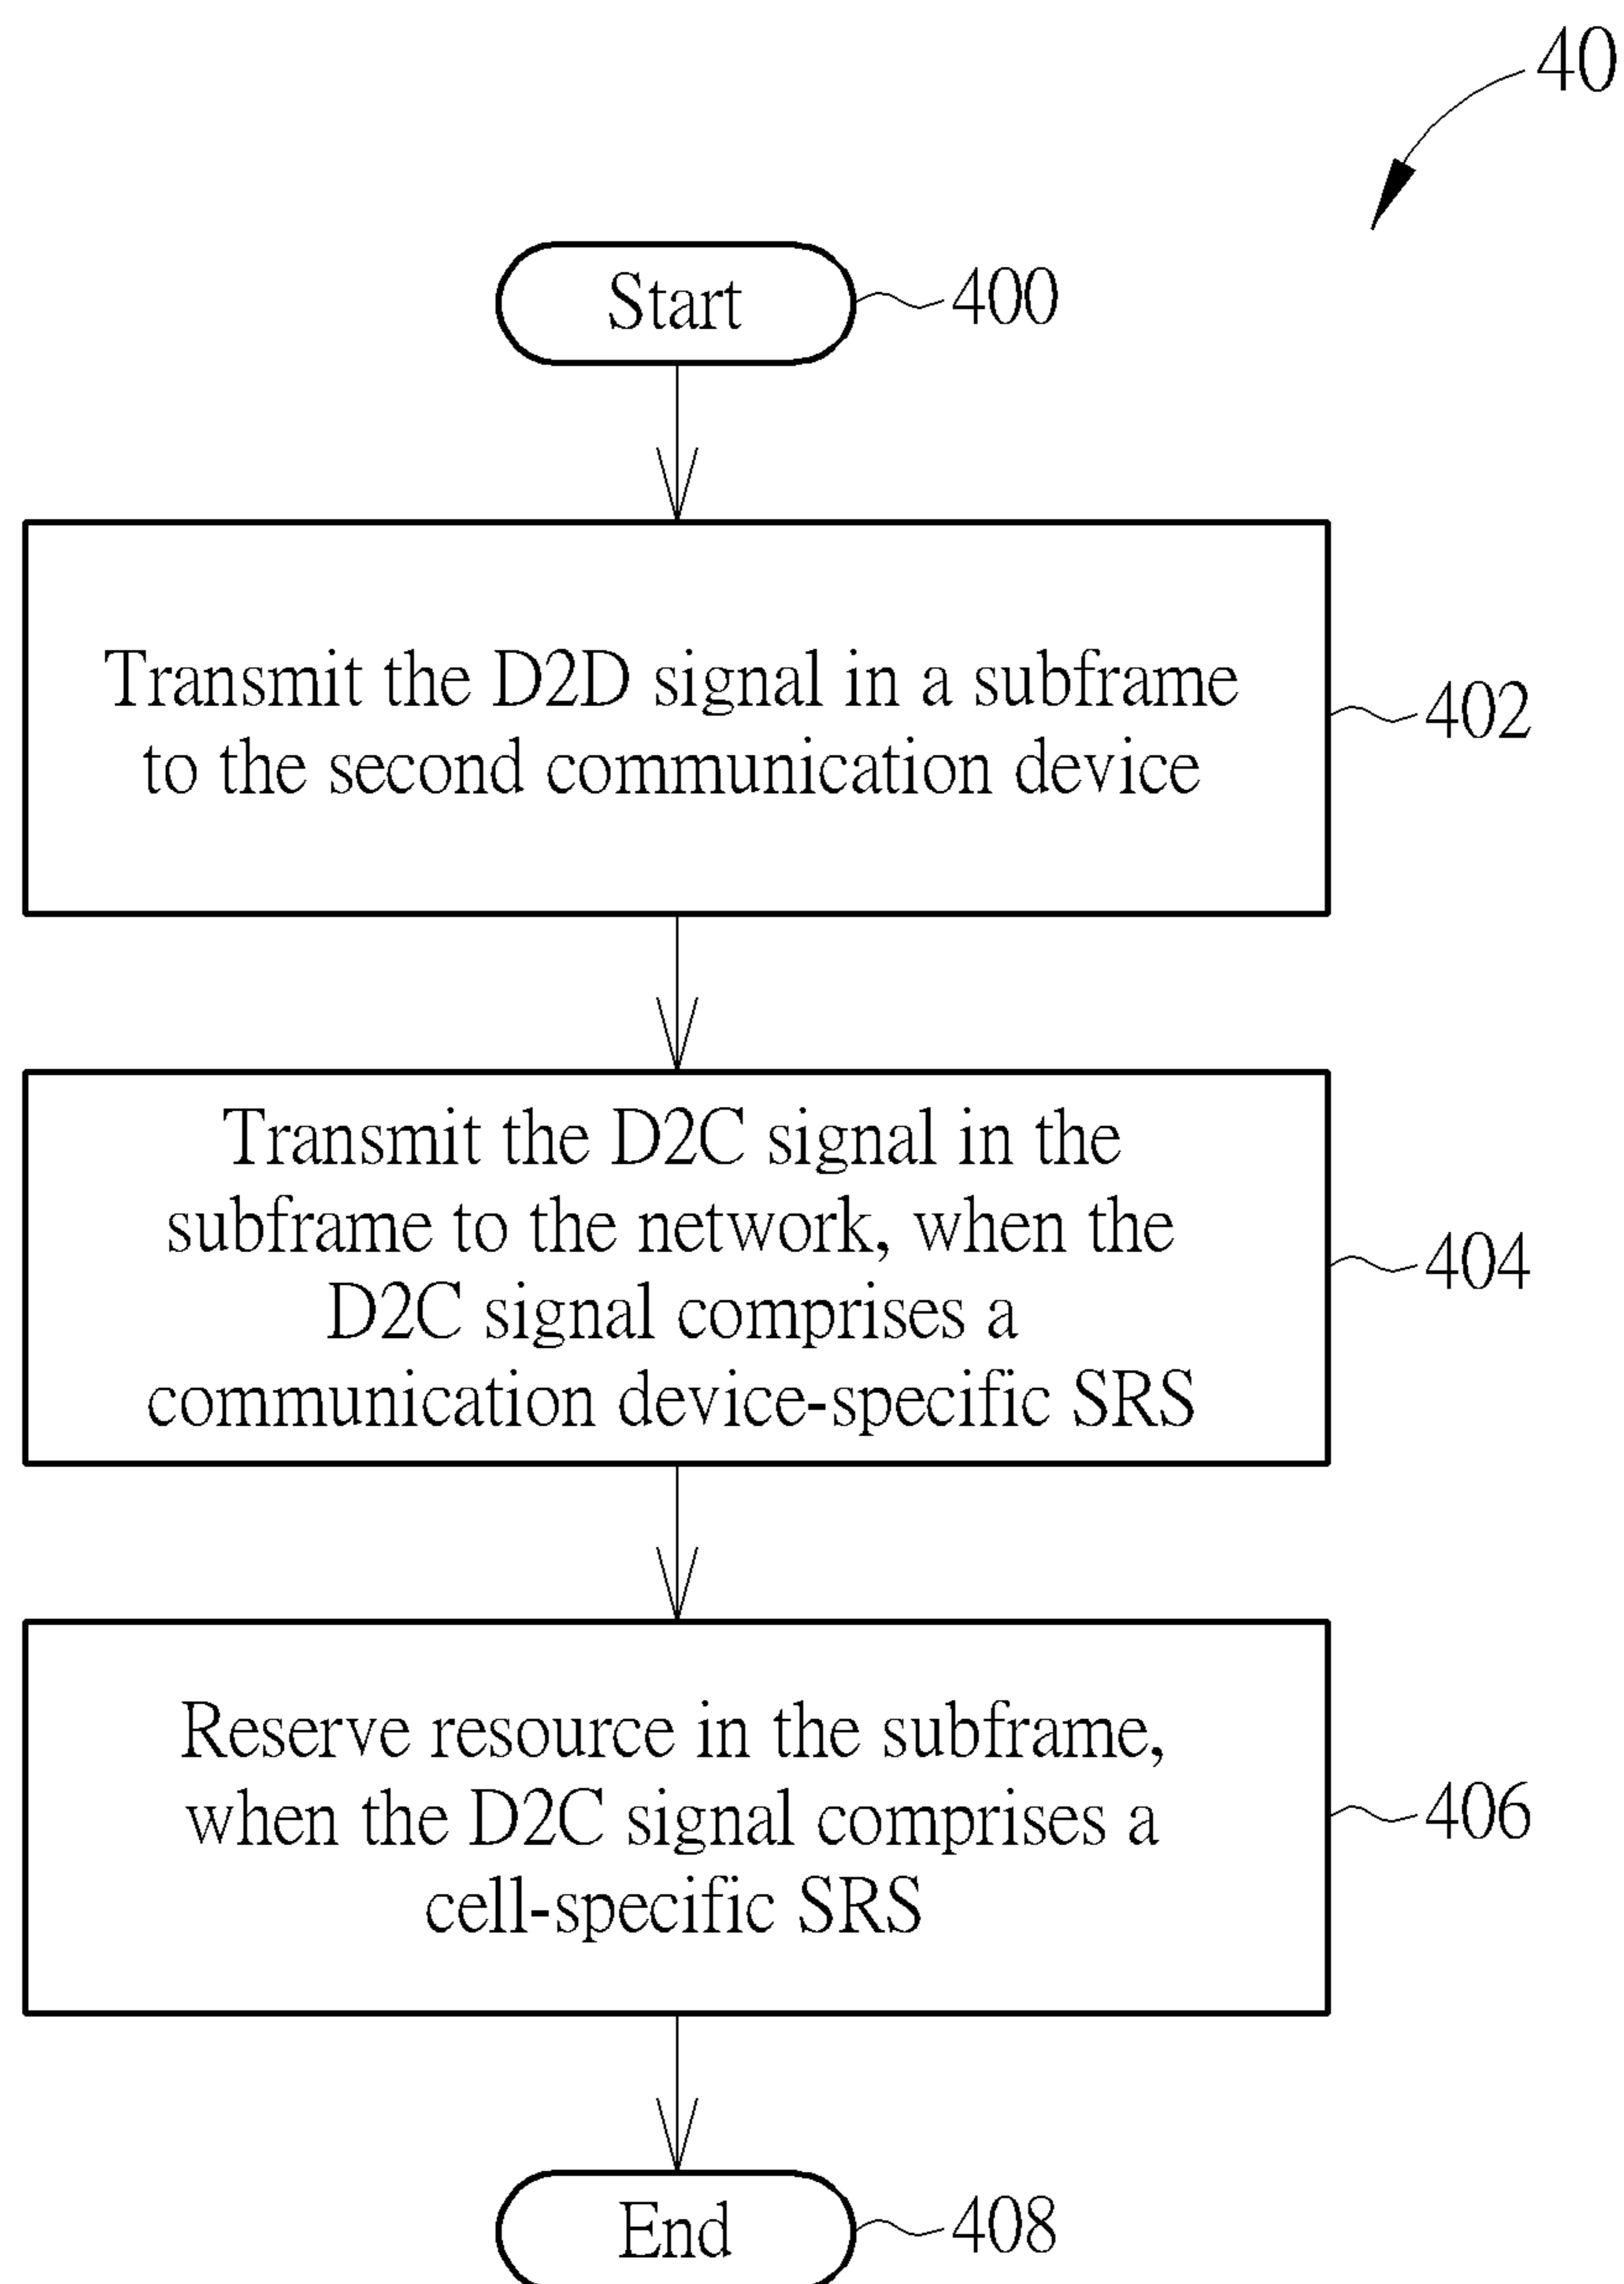 40
Start
400
Transmit the D2D signal in a subframe
to the second communication device
402
Transmit the D2C signal in the
subframe to the network, when the
D2C signal comprises a
communication device-specific SRS
404
Reserve resource in the subframe,
when the D2C signal comprises a
cell-specific SRS
406
End
408